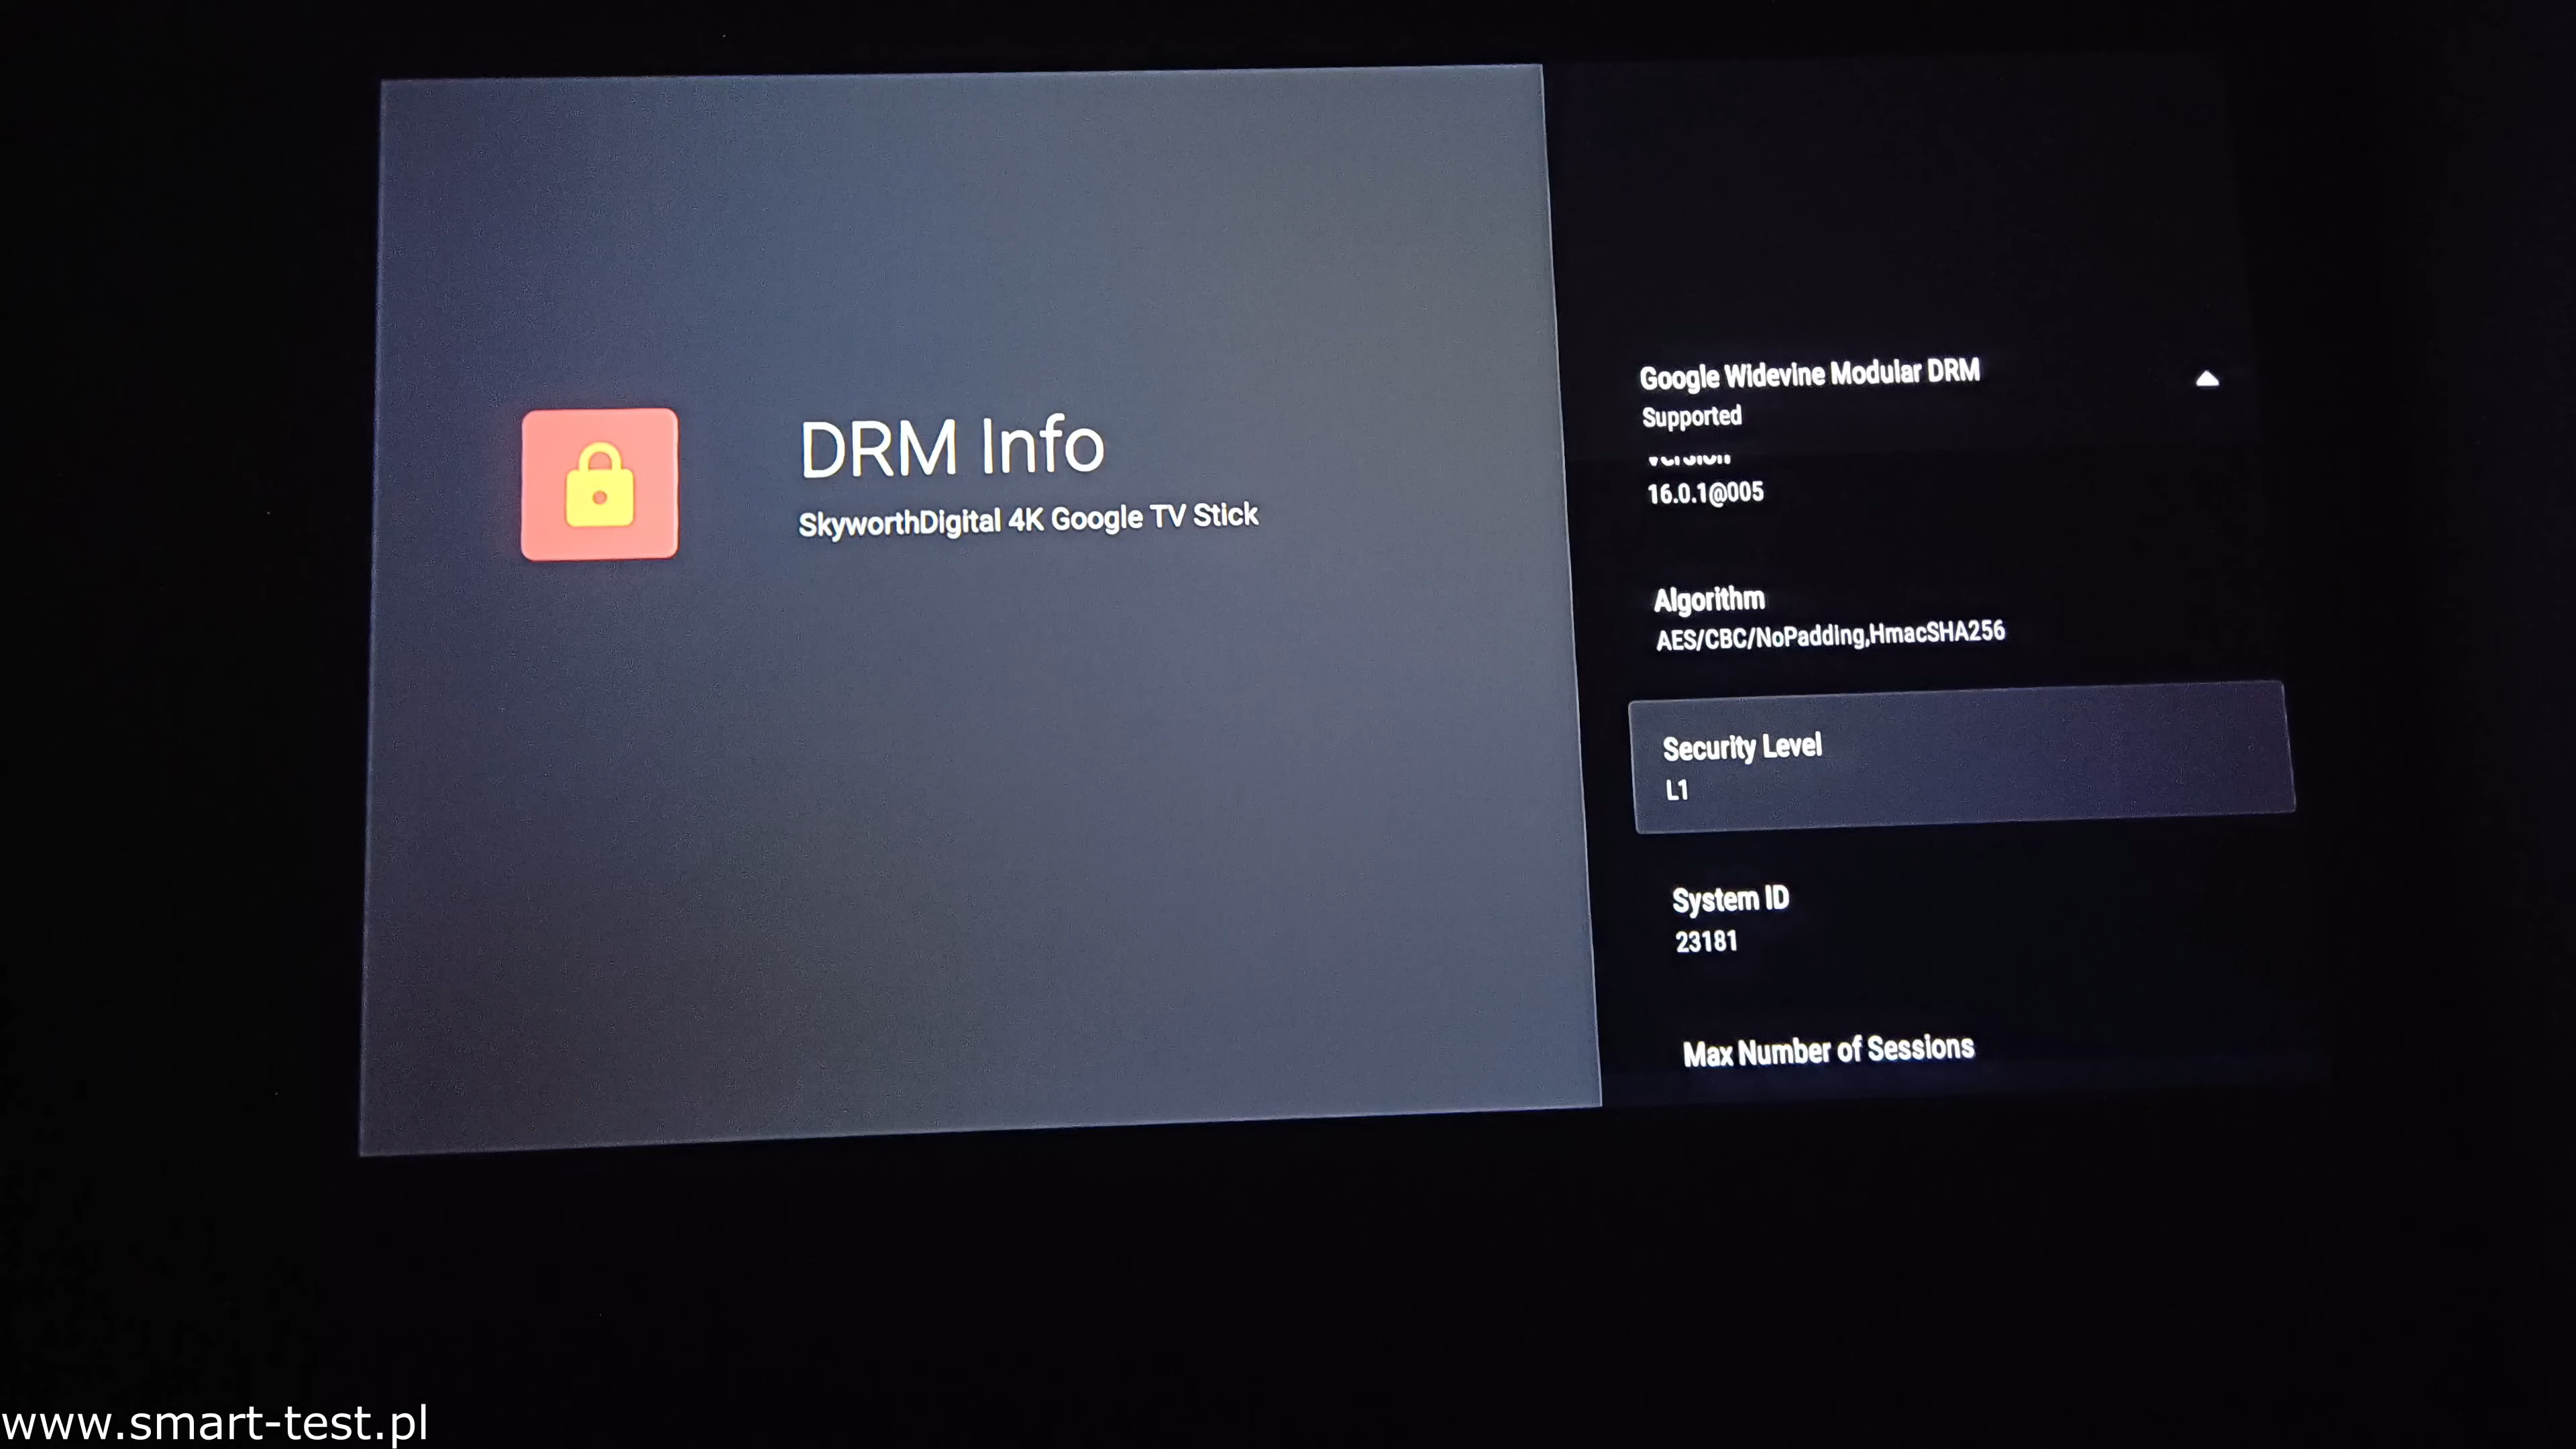 DRM Info
SkyworthDigital 4K Google TV Stick
Google Widevine Modular DRM
Supported
Version
16.0.1@005
Algorithm
AES/CBC/NoPadding,HmacSHA256
Security Level
L1
System ID
23181
Max Number of Sessions
www.smart-test.pl